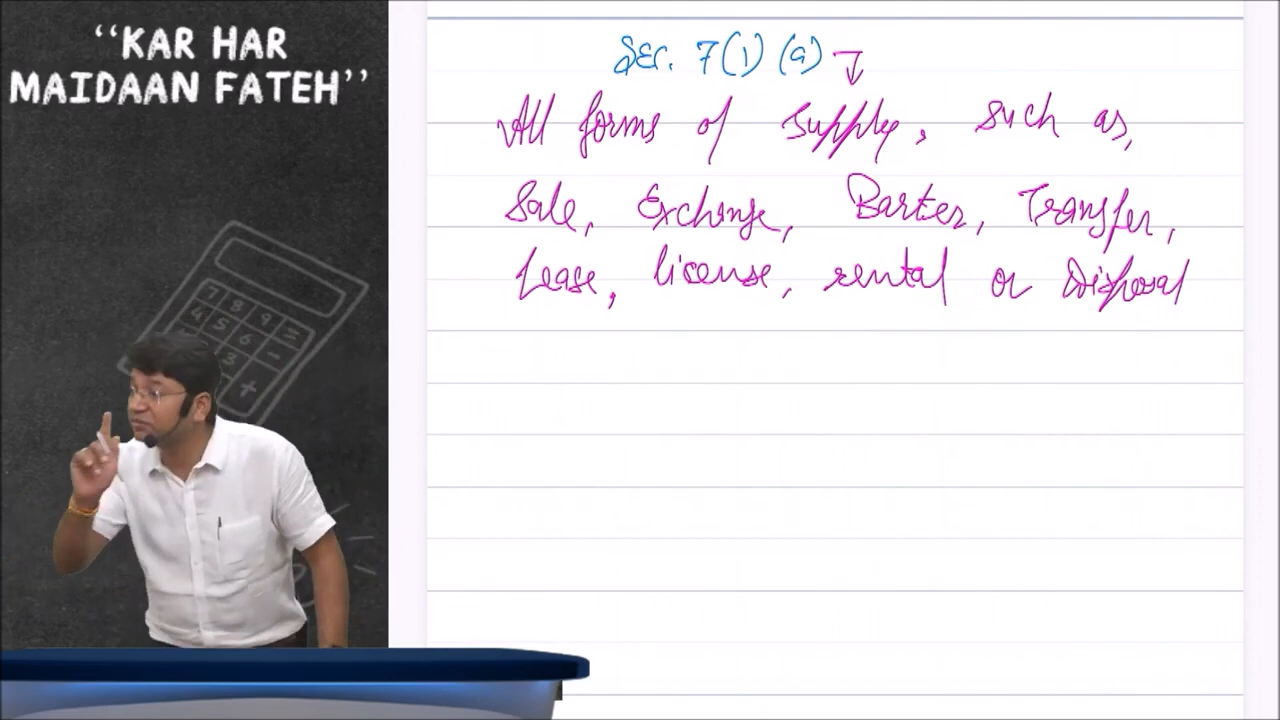 “KAR HAR
MAIDAAN FATEH”
Sec. 7(1)(a)
All forms of supply, such as,
Sale, Exchange, Barter, Transfer,
Lease, license, rental or Disposal